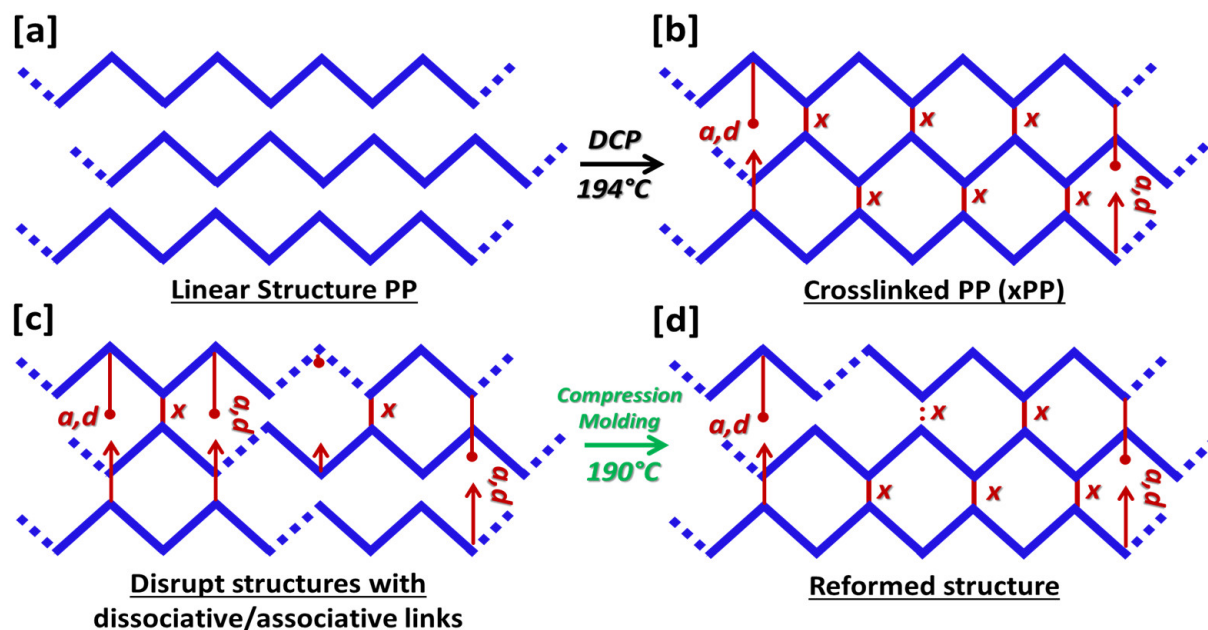 [a]
[b]
a,d
x
x
x
DCP
194°C
x
x
x
a,d
Linear Structure PP
Crosslinked PP (xPP)
[c]
[d]
a,d
x
a,d
x
a,d
Compression
Molding
190°C
a,d
x
x
x
x
x
a,d
Disrupt structures with
dissociative/associative links
Reformed structure